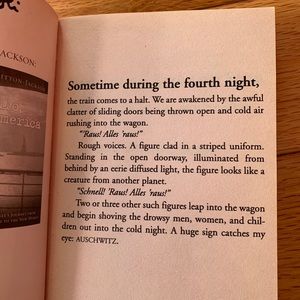 ACKSON:
ITTON-JACKSON
merica
Sometime during the fourth night,
the train comes to a halt. We are awakened by the awful
clatter of sliding doors being thrown open and cold air
rushing into the wagon.
"'Raus! Alles 'raus!"
Rough voices. A figure clad in a striped uniform.
Standing in the open doorway, illuminated from
behind by an eerie diffused light, the figure looks like a
creature from another planet.
"Schnell! 'Raus! Alles 'raus!"
Two or three other such figures leap into the wagon
and begin shoving the drowsy men, women, and chil-
dren out into the cold night. A huge sign catches my
eye: AUSCHWITZ.